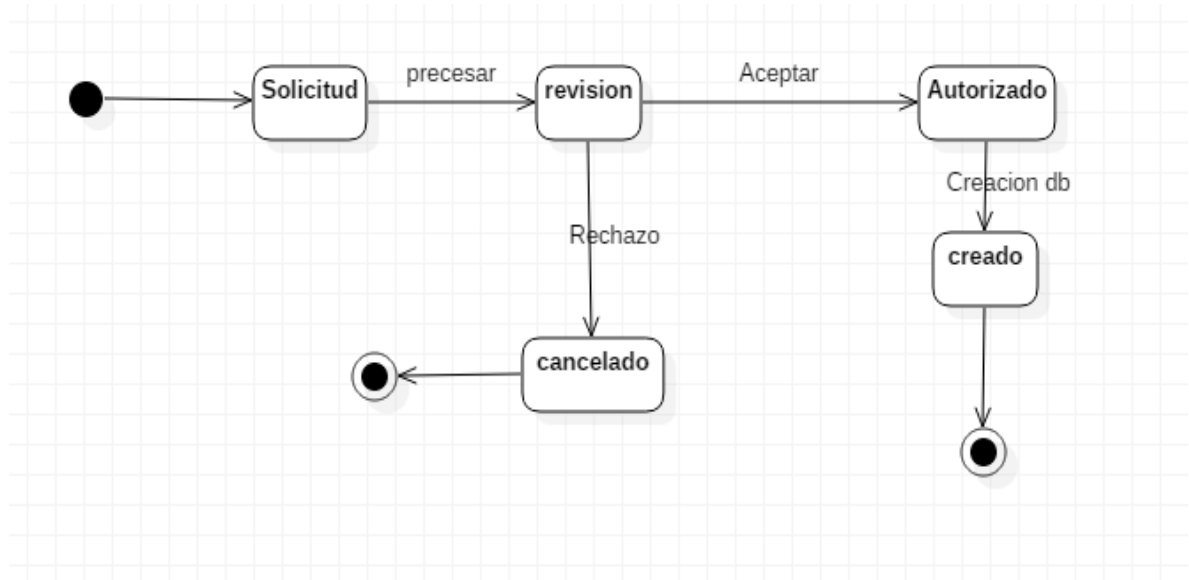 Solicitud
precesar
revision
Aceptar
Autorizado
Creacion db
Rechazo
creado
cancelado